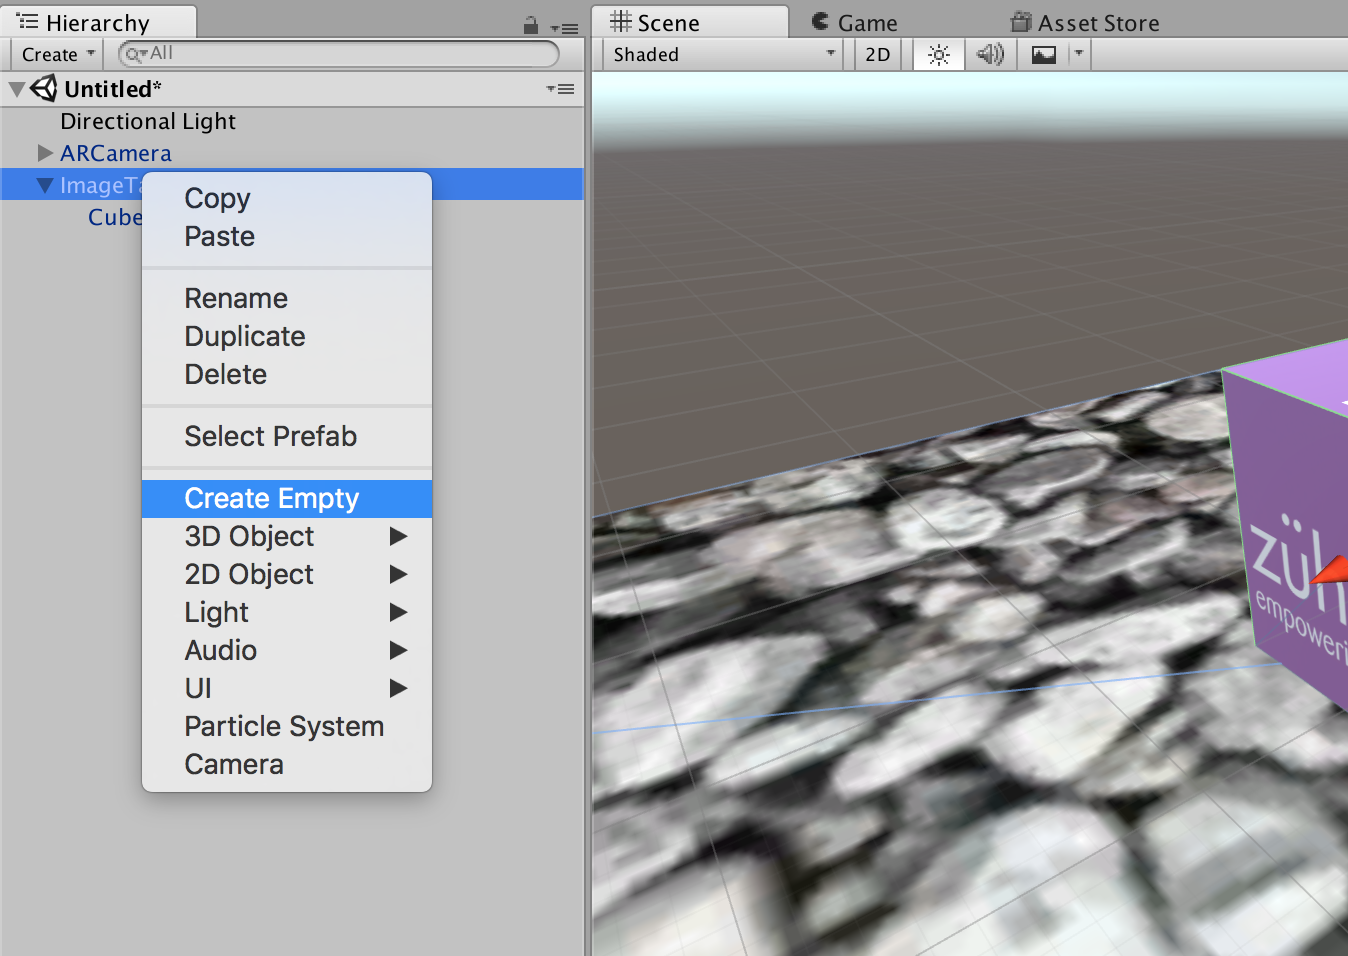 Hierarchy
Create
All
Untitled*
Directional Light
ARCamera
ImageTa
Cube
Copy
Paste
Rename
Duplicate
Delete
Select Prefab
Create Empty
3D Object
2D Object
Light
Audio
UI
Particle System
Camera
Scene
Game
Asset Store
Shaded
2D
züh
empoweri